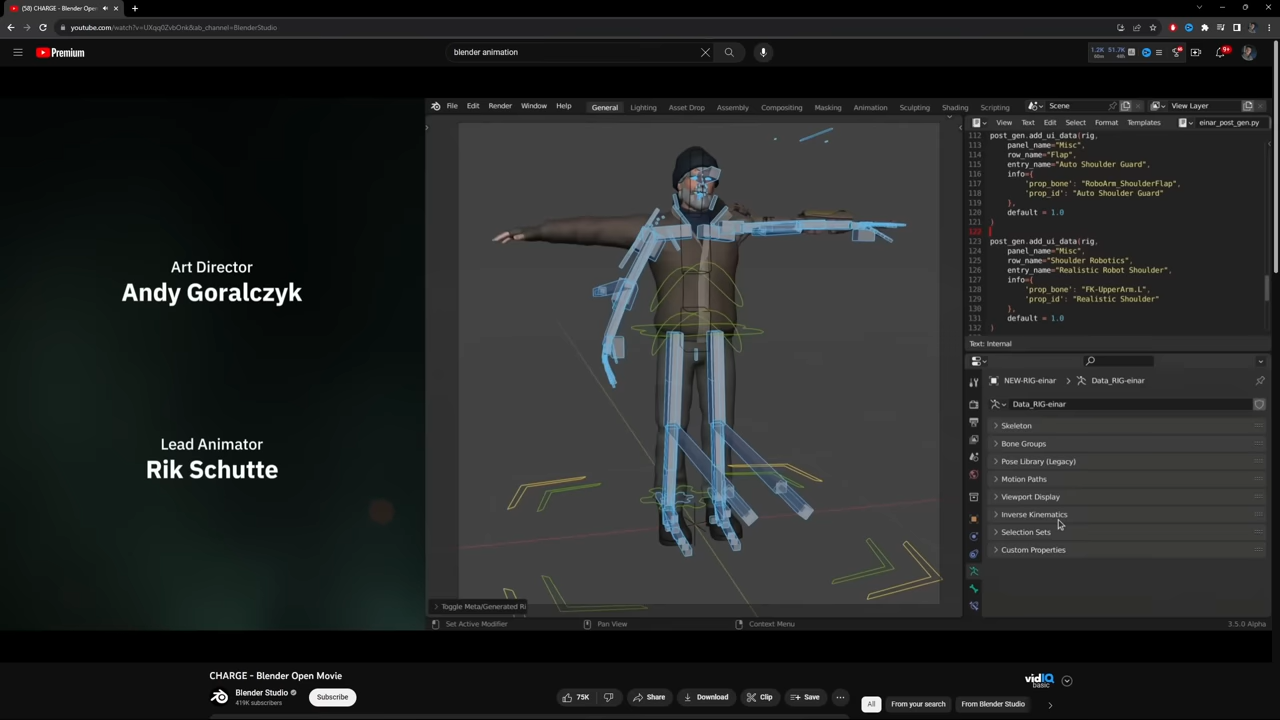 (58) CHARGE - Blender Open
youtube.com/watch?v=UXqq0ZvbOnk&ab_channel=BlenderStudio
Premium
blender animation
1.2K
60m
51.7K
48h
9+
Art Director
Andy Goralczyk
Lead Animator
Rik Schutte
File Edit Render Window Help General Lighting Asset Drop Assembly Compositing Masking Animation Sculpting Shading Scripting Scene View Layer
View Text Edit Select Format Templates einar_post_gen.py
112 post_gen.add_ui_data(rig,
113 panel_name="Misc",
114 row_name="Flap",
115 entry_name="Auto Shoulder Guard",
116 info={
117 'prop_bone': "RoboArm_ShoulderFlap",
118 'prop_id': "Auto Shoulder Guard"
119 },
120 default = 1.0
121 )
122
123 post_gen.add_ui_data(rig,
124 panel_name="Misc",
125 row_name="Shoulder Robotics",
126 entry_name="Realistic Robot Shoulder",
127 info={
128 'prop_bone': "FK-UpperArm.L",
129 'prop_id': "Realistic Shoulder"
130 },
131 default = 1.0
132 )
Text: Internal
NEW-RIG-einar > Data_RIG-einar
Data_RIG-einar
Skeleton
Bone Groups
Pose Library (Legacy)
Motion Paths
Viewport Display
Inverse Kinematics
Selection Sets
Custom Properties
Toggle Meta/Generated Ri
Set Active Modifier Pan View Context Menu 3.5.0 Alpha
CHARGE - Blender Open Movie
Blender Studio
419K subscribers
Subscribe
75K
Share
Download
Clip
Save
vidIQ
basic
All
From your search
From Blender Studio